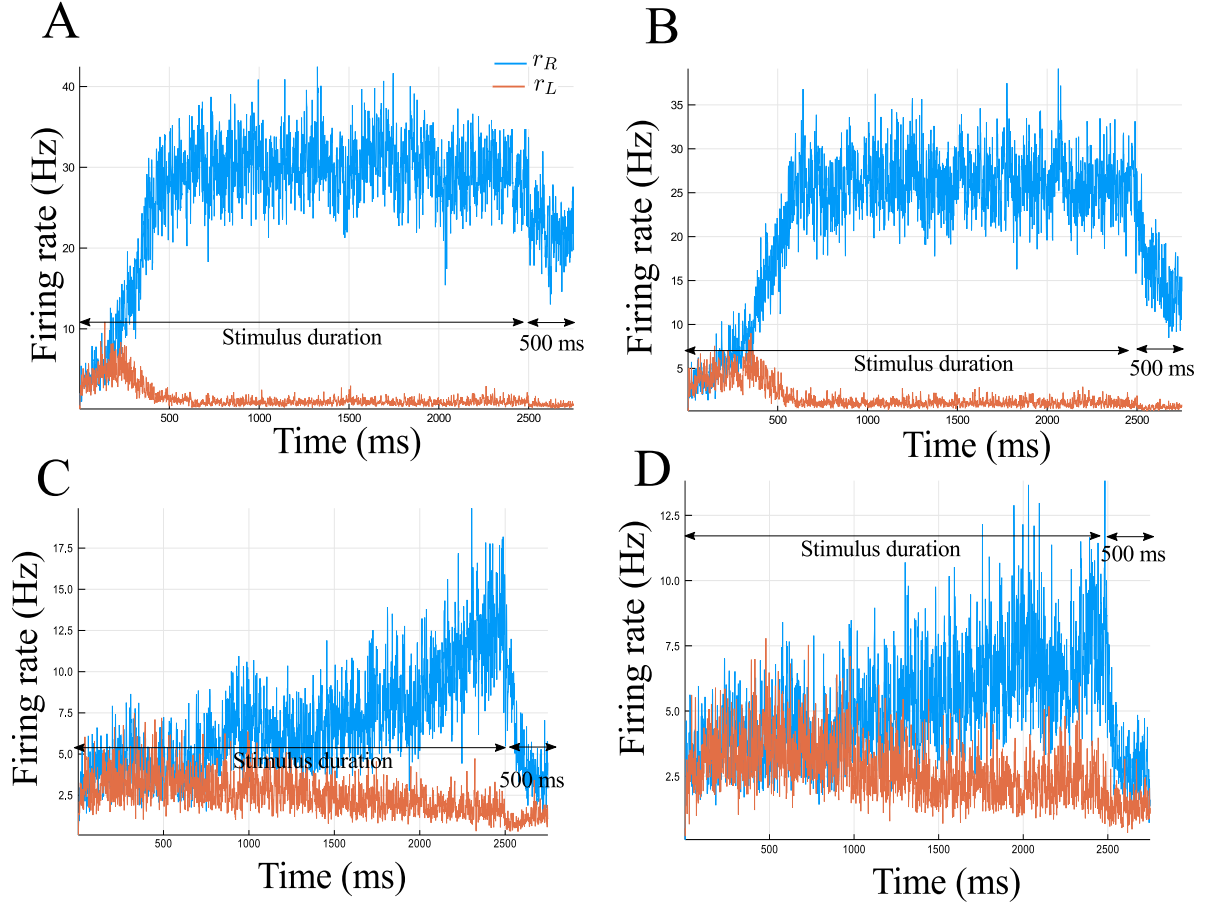 A
r_R
r_L
Firing rate (Hz)
40
30
20
10
Stimulus duration
500 ms
500
1000
1500
2000
2500
Time (ms)
B
Firing rate (Hz)
35
30
25
20
15
10
5
Stimulus duration
500 ms
500
1000
1500
2000
2500
Time (ms)
C
Firing rate (Hz)
17.5
15.0
12.5
10.0
7.5
5.0
2.5
Stimulus duration
500 ms
500
1000
1500
2000
2500
Time (ms)
D
Firing rate (Hz)
12.5
10.0
7.5
5.0
2.5
Stimulus duration
500 ms
500
1000
1500
2000
2500
Time (ms)